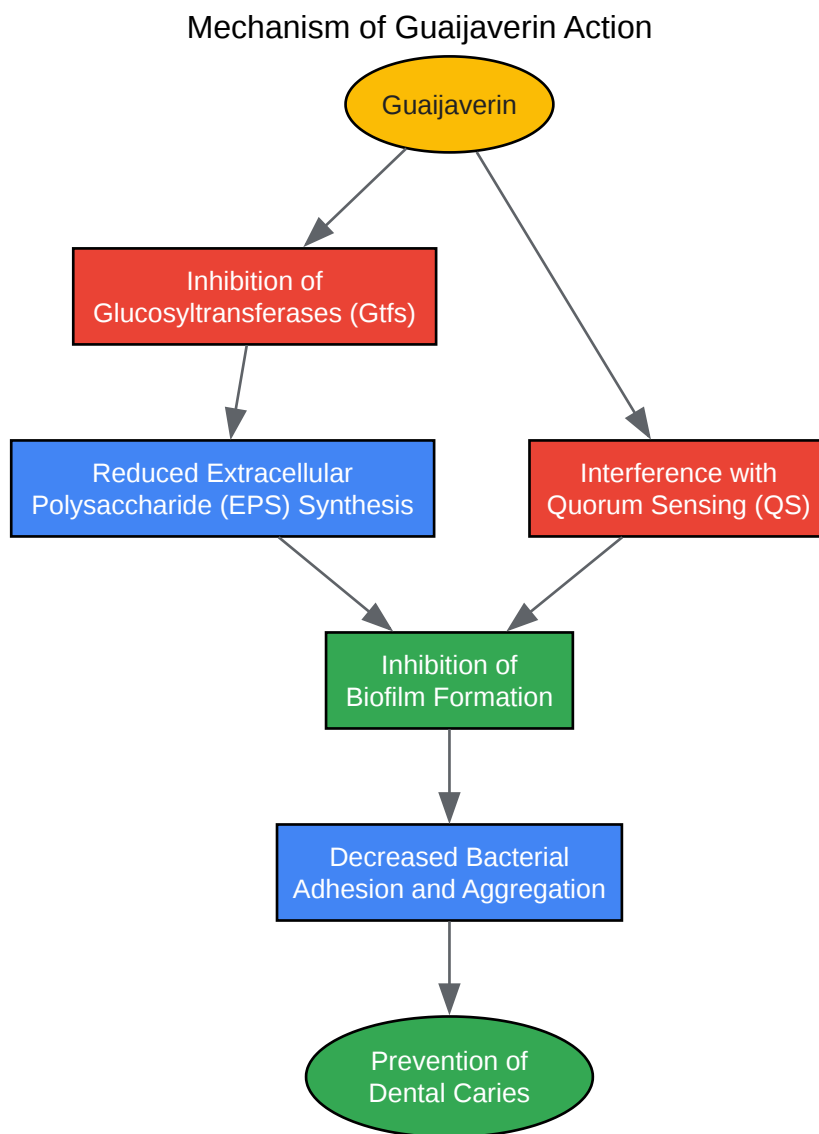 Mechanism of Guaijaverin Action
Guaijaverin
Inhibition of
Glucosyltransferases (Gtfs)
Reduced Extracellular
Polysaccharide (EPS) Synthesis
Interference with
Quorum Sensing (QS)
Inhibition of
Biofilm Formation
Decreased Bacterial
Adhesion and Aggregation
Prevention of
Dental Caries